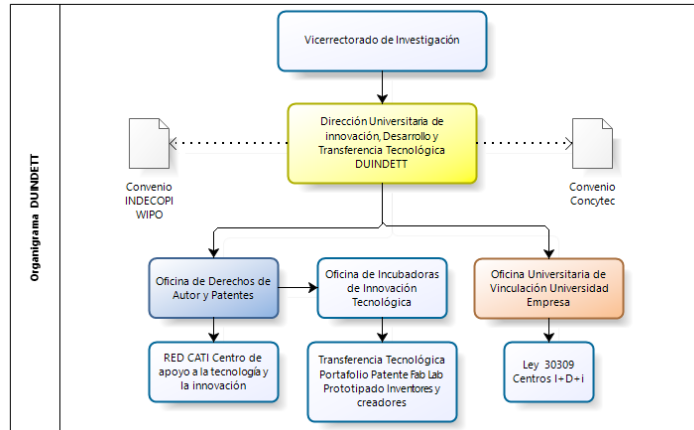 Organigrama DUINDETT
Vicerrectorado de Investigación
Dirección Universitaria de
innovación, Desarrollo y
Transferencia Tecnológica
DUINDETT
Convenio
INDECOPI
WIPO
Convenio
Concytec
Oficina de Derechos de
Autor y Patentes
Oficina de Incubadoras
de Innovación
Tecnológica
Oficina Universitaria de
Vinculación Universidad
Empresa
RED CATI Centro de
apoyo a la tecnología y
la innovación
Transferencia Tecnológica
Portafolio Patente Fab Lab
Prototipado Inventores y
creadores
Ley 30309
Centros I+D+i